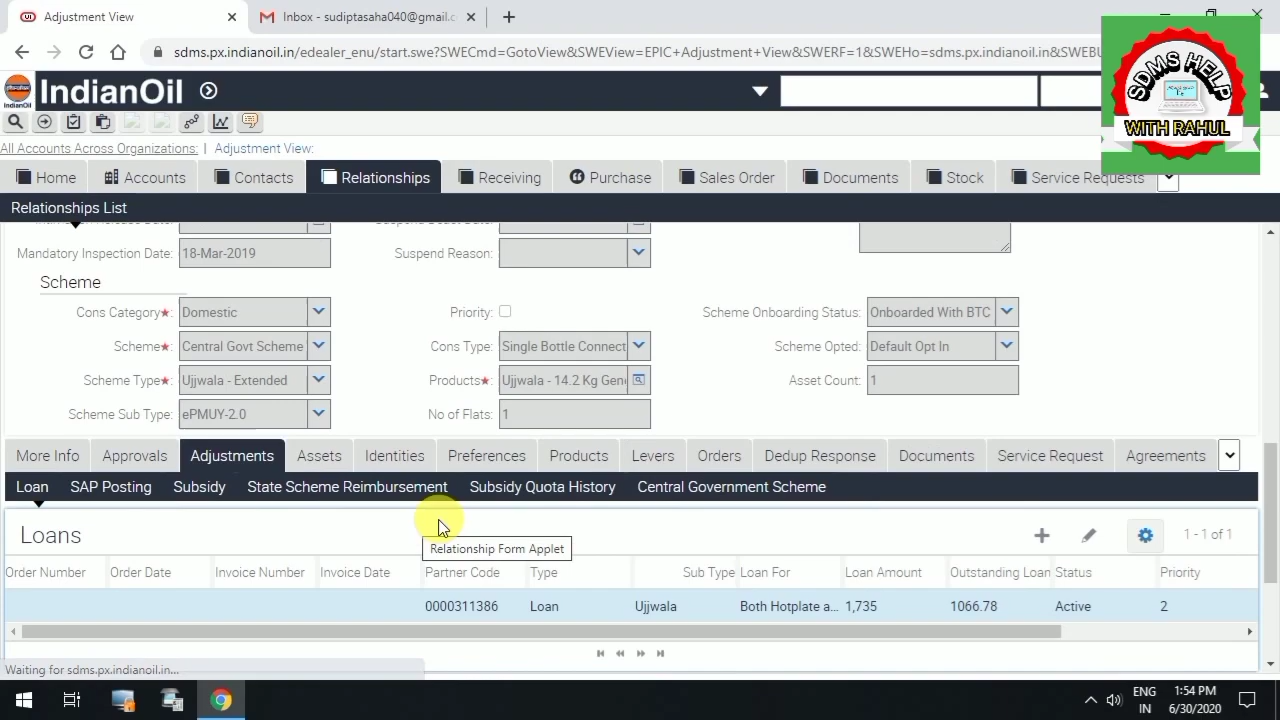 Adjustment View
Inbox - sudiptasaha040@gmail.c
sdms.px.indianoil.in/edealer_enu/start.swe?SWECmd=GotoView&SWEView=EPIC+Adjustment+View&SWERF=1&SWEHo=sdms.px.indianoil.in&SWEBU
IndianOil
SDMS HELP
WITH RAHUL
All Accounts Across Organizations: | Adjustment View:
Home Accounts Contacts Relationships Receiving Purchase Sales Order Documents Stock Service Requests
Relationships List
Mandatory Inspection Date: 18-Mar-2019 Suspend Reason:
Scheme
Cons Category★: Domestic Priority: Scheme Onboarding Status: Onboarded With BTC
Scheme★: Central Govt Scheme Cons Type: Single Bottle Connect Scheme Opted: Default Opt In
Scheme Type★: Ujjwala - Extended Products★: Ujjwala - 14.2 Kg Gen Asset Count: 1
Scheme Sub Type: ePMUY-2.0 No of Flats: 1
More Info Approvals Adjustments Assets Identities Preferences Products Levers Orders Dedup Response Documents Service Request Agreements
Loan SAP Posting Subsidy State Scheme Reimbursement Subsidy Quota History Central Government Scheme
Loans 1 - 1 of 1
Relationship Form Applet
Order Number Order Date Invoice Number Invoice Date Partner Code Type Sub Type Loan For Loan Amount Outstanding Loan Status Priority
0000311386 Loan Ujjwala Both Hotplate a... 1,735 1066.78 Active 2
Waiting for sdms.px.indianoil.in...
ENG
IN
1:54 PM
6/30/2020